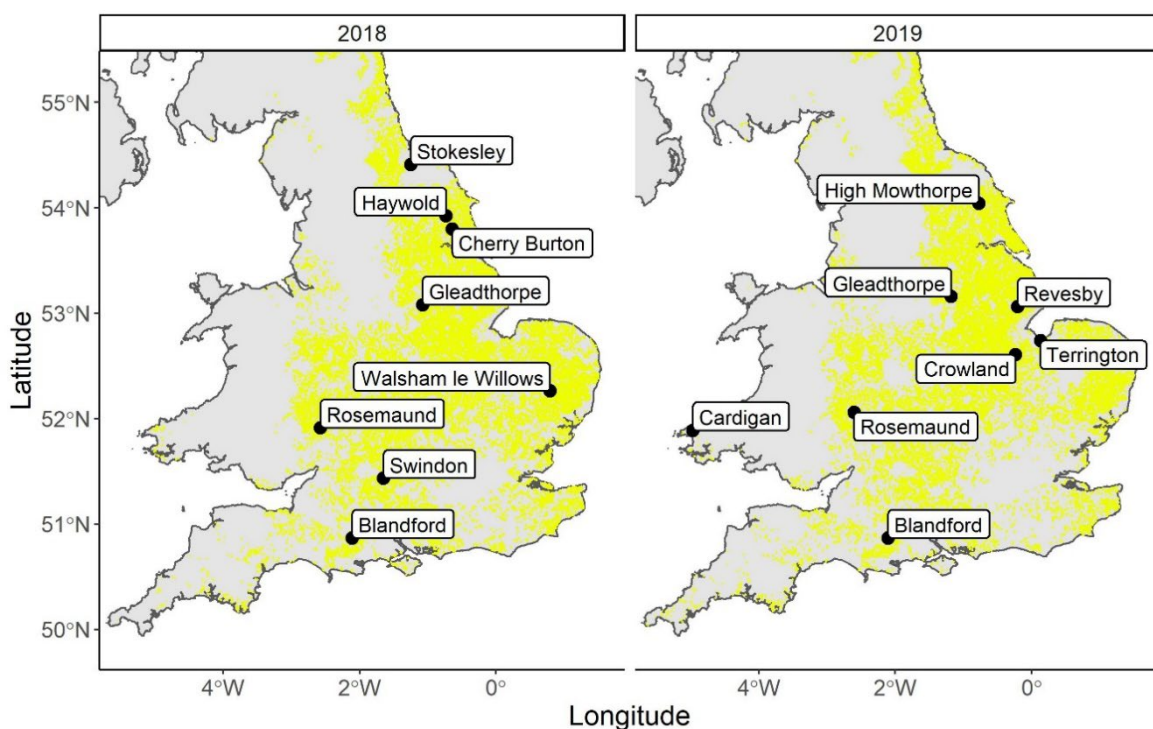 2018
2019
55°N
54°N
53°N
52°N
51°N
50°N
Latitude
Stokesley
Haywold
Cherry Burton
Gleadthorpe
Walsham le Willows
Rosemaund
Swindon
Blandford
High Mowthorpe
Gleadthorpe
Revesby
Terrington
Crowland
Cardigan
Rosemaund
Blandford
4°W
2°W
0°
4°W
2°W
0°
Longitude